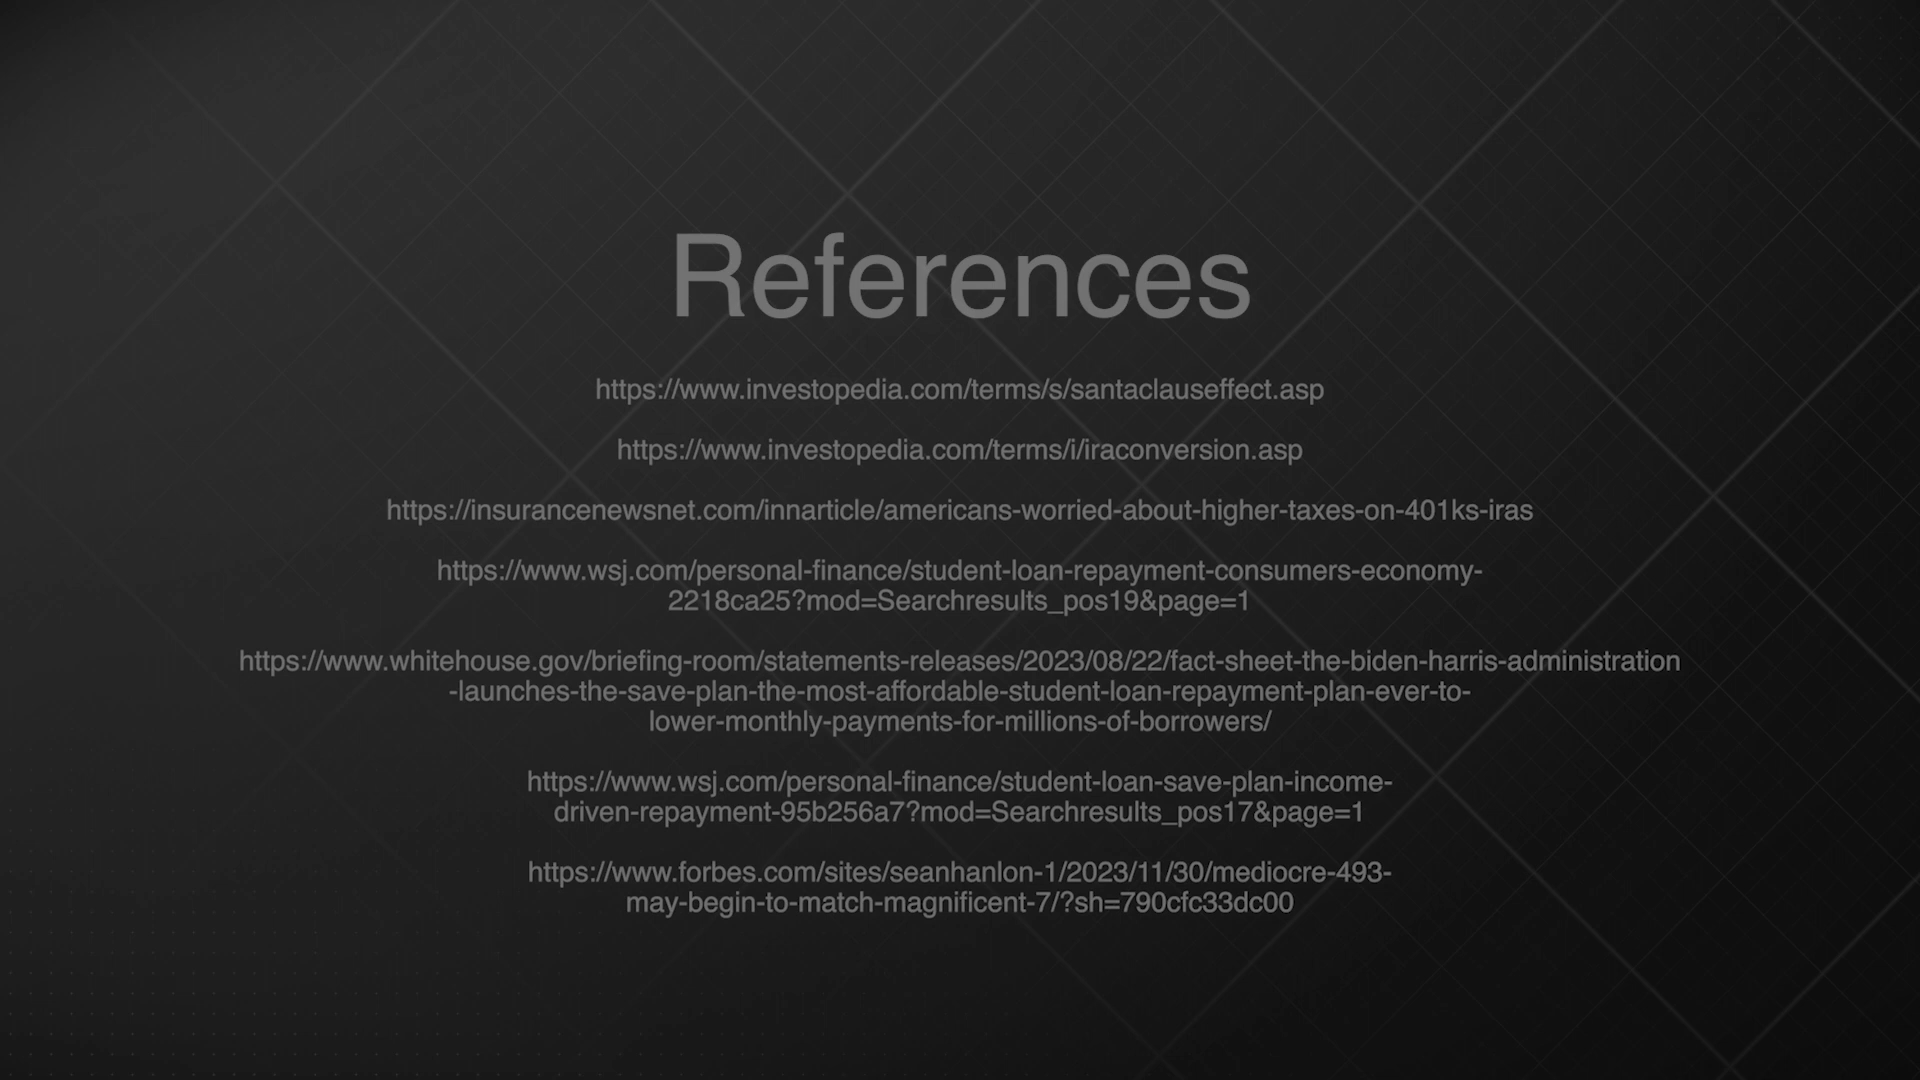 References
https://www.investopedia.com/terms/s/santaclauseffect.asp
https://www.investopedia.com/terms/i/iraconversion.asp
https://insurancenewsnet.com/innarticle/americans-worried-about-higher-taxes-on-401ks-iras
https://www.wsj.com/personal-finance/student-loan-repayment-consumers-economy-
2218ca25?mod=Searchresults_pos19&page=1
https://www.whitehouse.gov/briefing-room/statements-releases/2023/08/22/fact-sheet-the-biden-harris-administration
-launches-the-save-plan-the-most-affordable-student-loan-repayment-plan-ever-to-
lower-monthly-payments-for-millions-of-borrowers/
https://www.wsj.com/personal-finance/student-loan-save-plan-income-
driven-repayment-95b256a7?mod=Searchresults_pos17&page=1
https://www.forbes.com/sites/seanhanlon-1/2023/11/30/mediocre-493-
may-begin-to-match-magnificent-7/?sh=790cfc33dc00